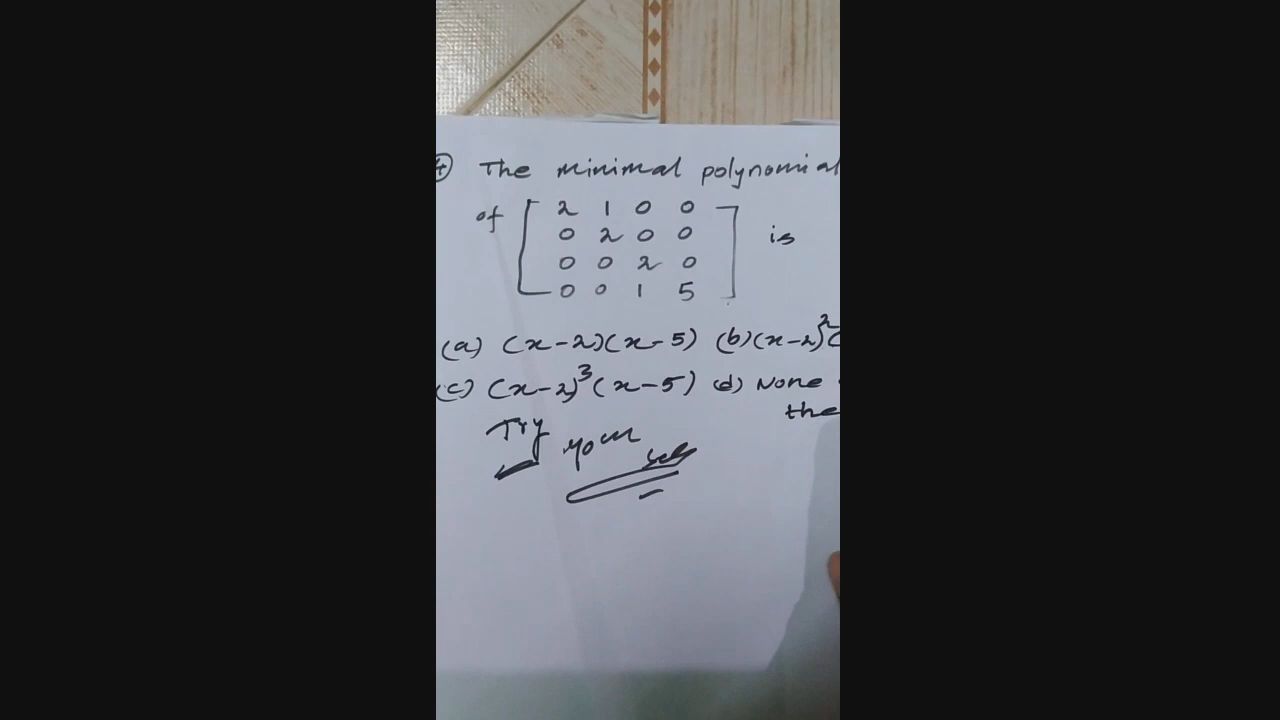 4) The minimal polynomial
of [ 2 1 0 0
0 2 0 0
0 0 2 0
0 0 1 5 ] is
(a) (x-2)(x-5) (b) (x-2)²(
(c) (x-2)³(x-5) (d) None
the
Try your self